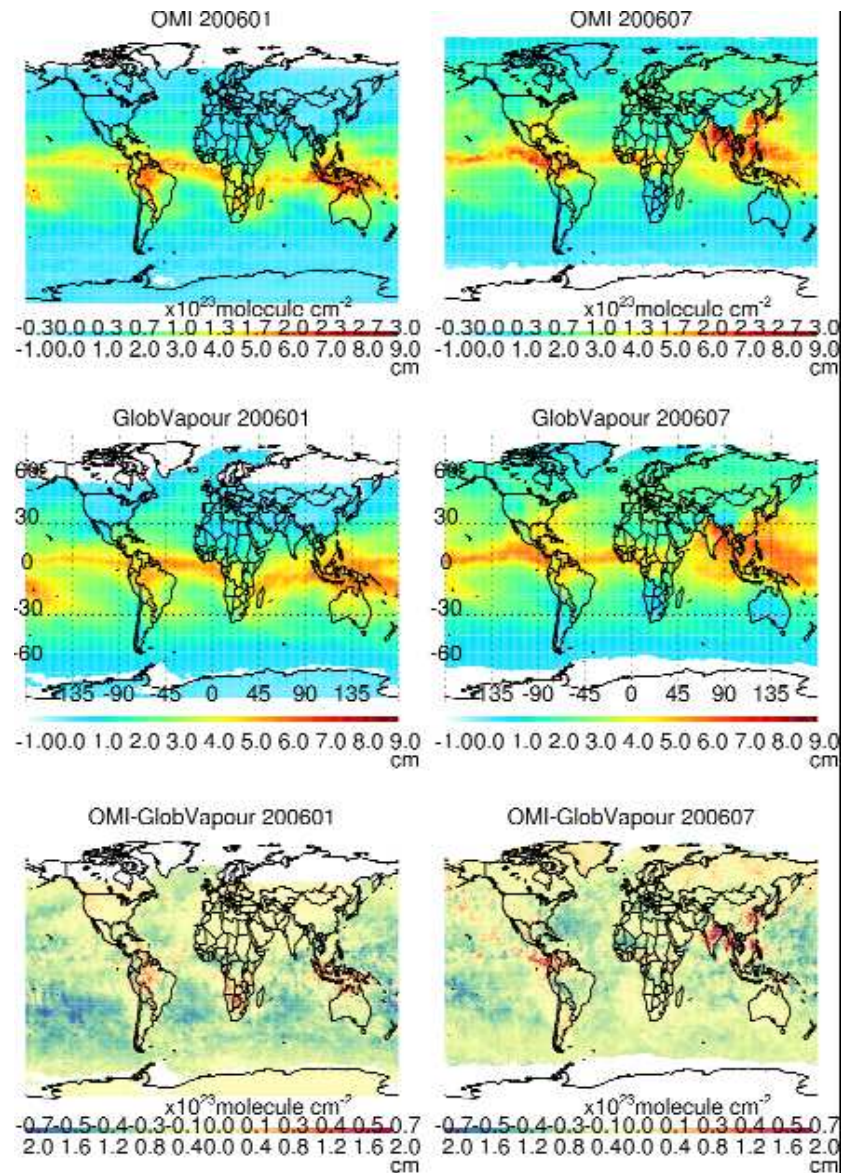 OMI 200601
OMI 200607
x10²³molecule cm⁻²
-0.30.0 0.3 0.7 1.0 1.3 1.7 2.0 2.3 2.7 3.0
-1.00.0 1.0 2.0 3.0 4.0 5.0 6.0 7.0 8.0 9.0
cm
x10²³molecule cm⁻²
-0.30.0 0.3 0.7 1.0 1.3 1.7 2.0 2.3 2.7 3.0
-1.00.0 1.0 2.0 3.0 4.0 5.0 6.0 7.0 8.0 9.0
cm
GlobVapour 200601
GlobVapour 200607
60
30
0
-30
-60
-135 -90 -45 0 45 90 135
-1.00.0 1.0 2.0 3.0 4.0 5.0 6.0 7.0 8.0 9.0
cm
60
30
0
-30
-60
-135 -90 -45 0 45 90 135
-1.00.0 1.0 2.0 3.0 4.0 5.0 6.0 7.0 8.0 9.0
cm
OMI-GlobVapour 200601
OMI-GlobVapour 200607
x10²³molecule cm⁻²
-0.7-0.5-0.4-0.3-0.10.0 0.1 0.3 0.4 0.5 0.7
2.0 1.6 1.2 0.8 0.40.0 0.4 0.8 1.2 1.6 2.0
cm
x10²³molecule cm⁻²
-0.7-0.5-0.4-0.3-0.10.0 0.1 0.3 0.4 0.5 0.7
2.0 1.6 1.2 0.8 0.40.0 0.4 0.8 1.2 1.6 2.0
cm